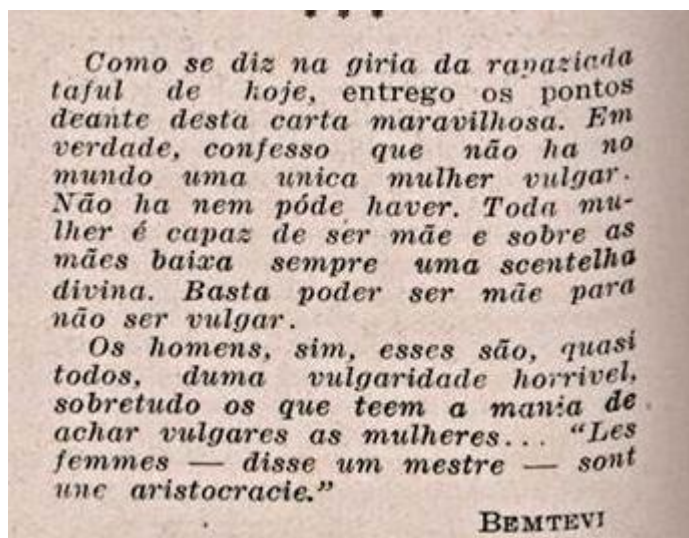 * * *
Como se diz na giria da rapaziada
taful de hoje, entrego os pontos
deante desta carta maravilhosa. Em
verdade, confesso que não ha no
mundo uma unica mulher vulgar.
Não ha nem póde haver. Toda mu-
lher é capaz de ser mãe e sobre as
mães baixa sempre uma scentelha
divina. Basta poder ser mãe para
não ser vulgar.
Os homens, sim, esses são, quasi
todos, duma vulgaridade horrivel,
sobretudo os que teem a mania de
achar vulgares as mulheres... “Les
femmes — disse um mestre — sont
une aristocracie.”
BEMTEVI